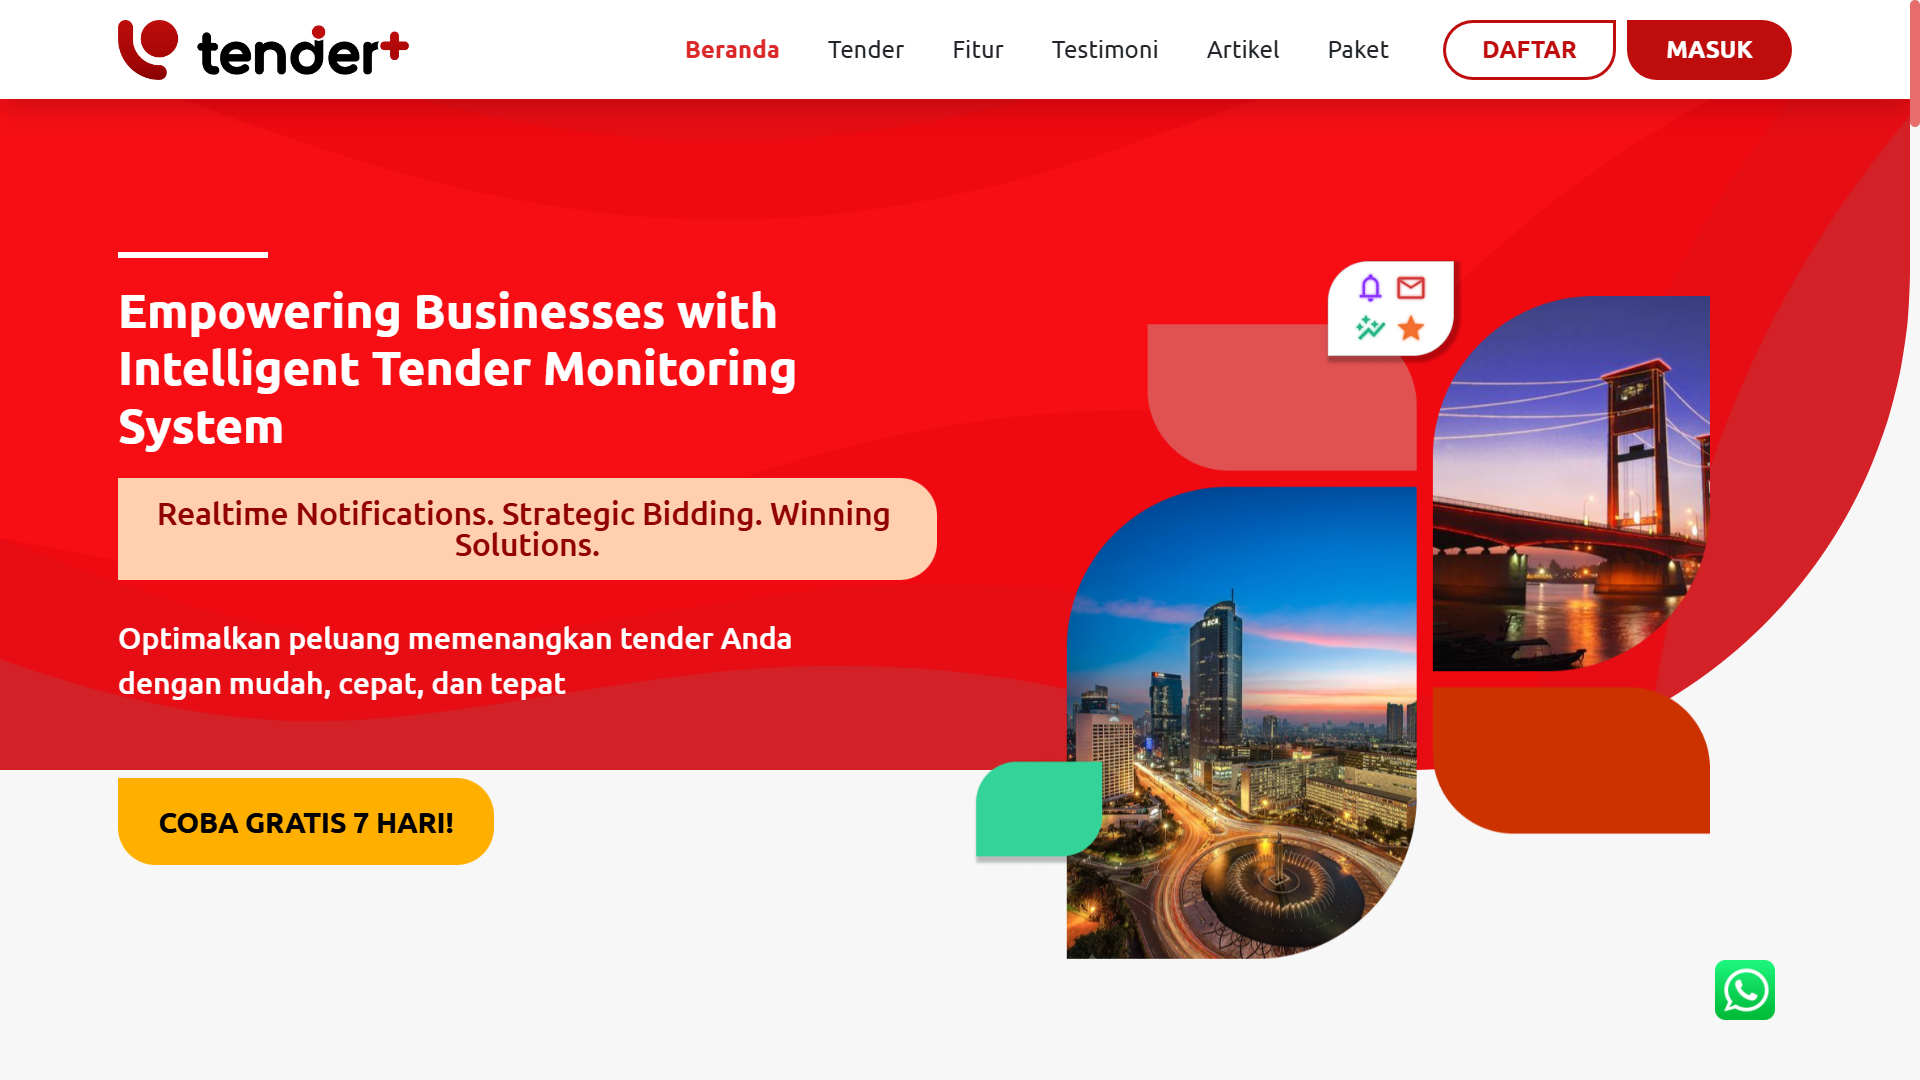 tender+
Beranda
Tender
Fitur
Testimoni
Artikel
Paket
DAFTAR
MASUK
Empowering Businesses with
Intelligent Tender Monitoring
System
Realtime Notifications. Strategic Bidding. Winning
Solutions.
Optimalkan peluang memenangkan tender Anda
dengan mudah, cepat, dan tepat
COBA GRATIS 7 HARI!
BCA